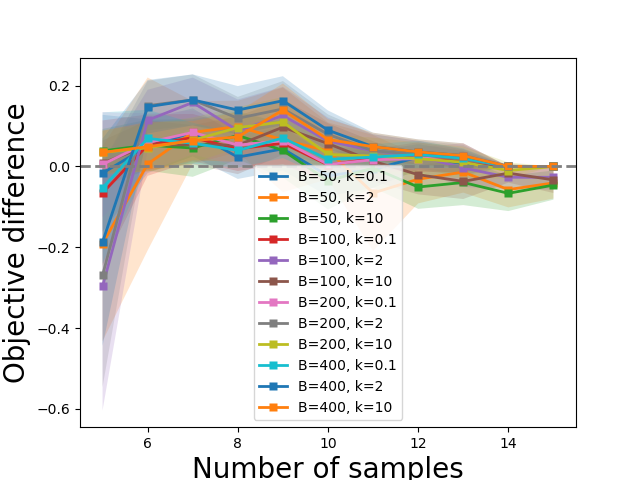 Objective difference
0.2
0.0
−0.2
−0.4
−0.6
B=50, k=0.1
B=50, k=2
B=50, k=10
B=100, k=0.1
B=100, k=2
B=100, k=10
B=200, k=0.1
B=200, k=2
B=200, k=10
B=400, k=0.1
B=400, k=2
B=400, k=10
6 8 10 12 14
Number of samples